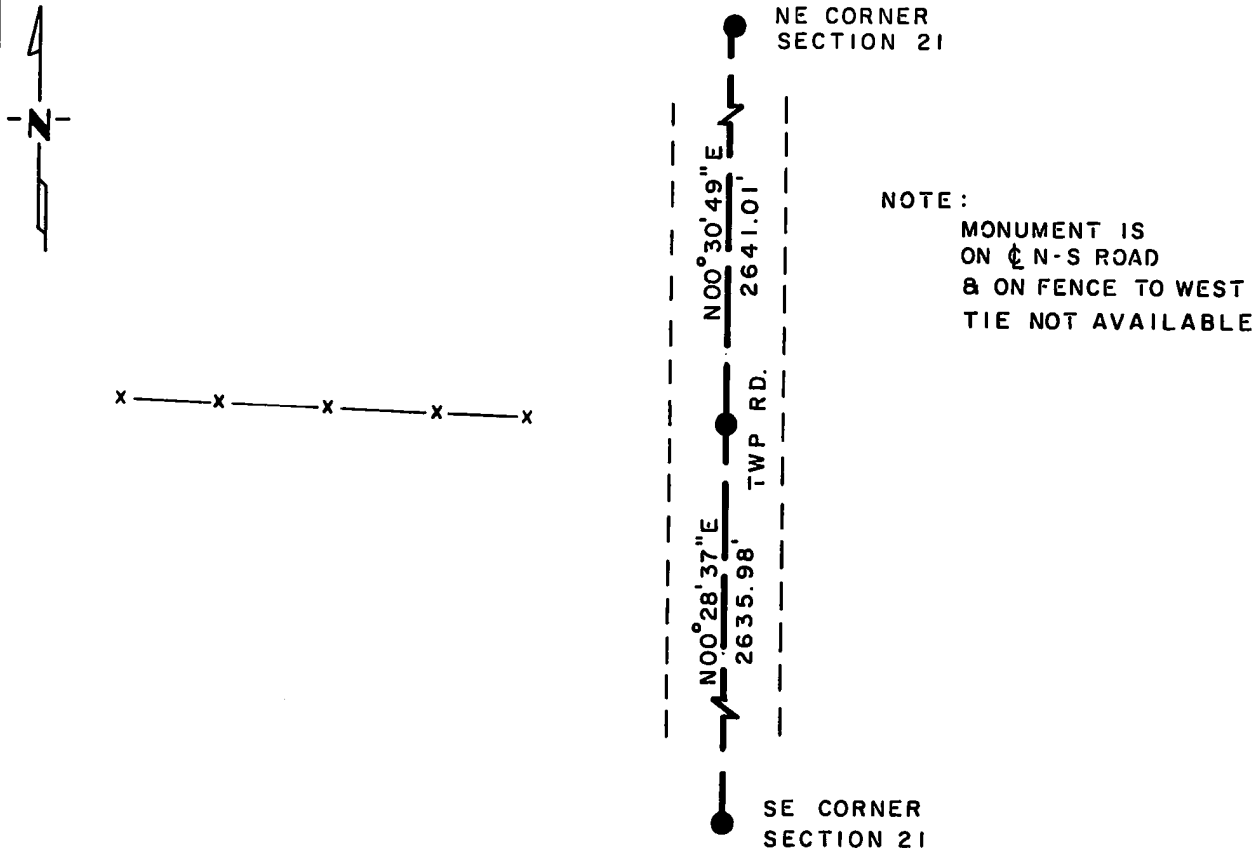 NE CORNER
SECTION 21
N
N00°30'49"E
2641.01'
NOTE:
MONUMENT IS
ON ℄ N-S ROAD
& ON FENCE TO WEST
TIE NOT AVAILABLE
x x x x x
TWP RD.
N00°28'37"E
2635.98'
SE CORNER
SECTION 21